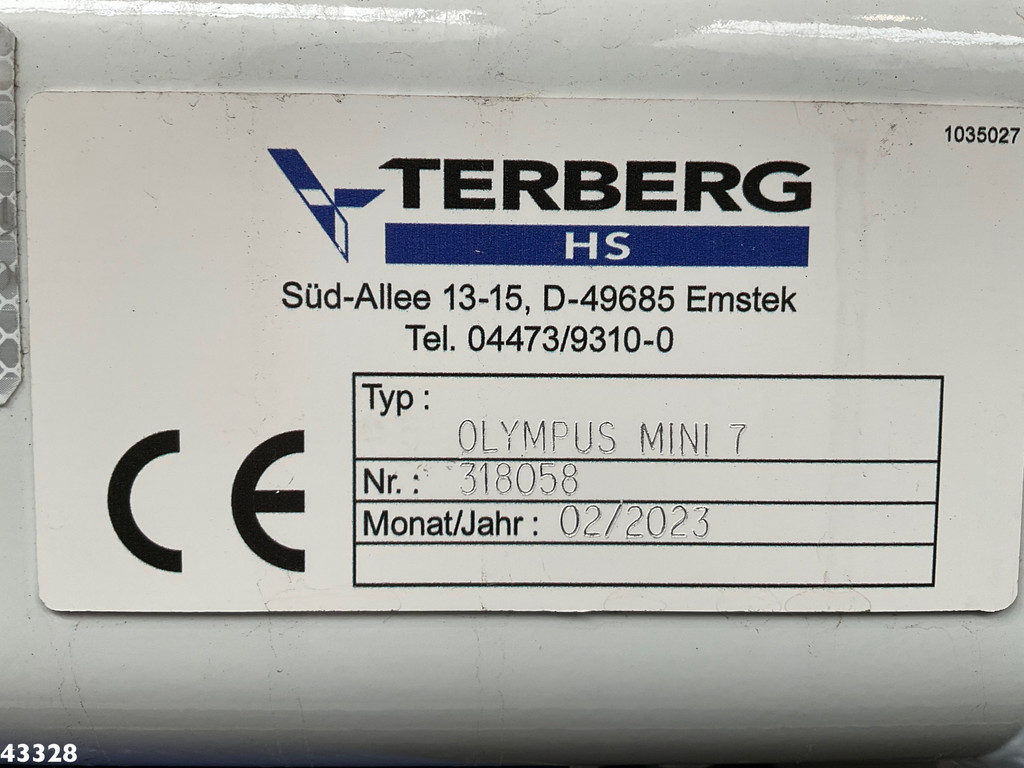 1035027
TERBERG
HS
Süd-Allee 13-15, D-49685 Emstek
Tel. 04473/9310-0
Typ :
OLYMPUS MINI 7
Nr. : 318058
Monat/Jahr : 02/2023
CE
43328